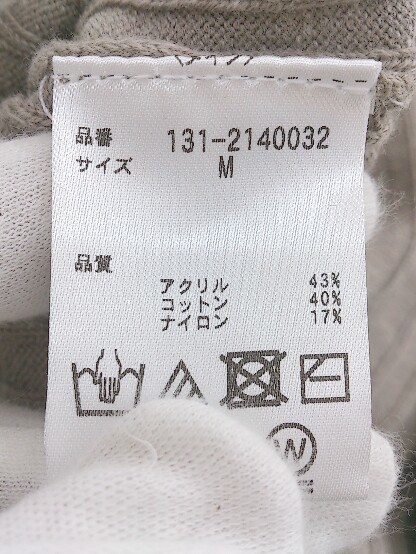 品番 131-2140032
サイズ M
品質
アクリル 43%
コットン 40%
ナイロン 17%
W